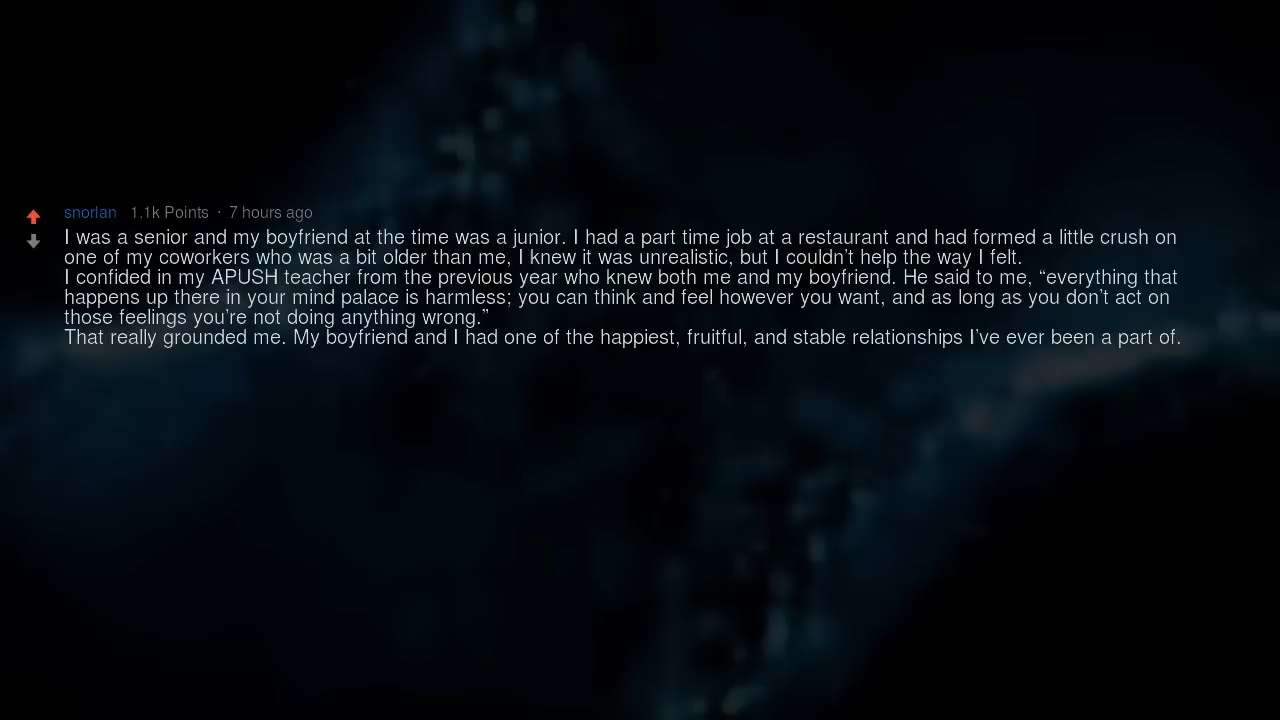 snorlan 1.1k Points · 7 hours ago
I was a senior and my boyfriend at the time was a junior. I had a part time job at a restaurant and had formed a little crush on
one of my coworkers who was a bit older than me, I knew it was unrealistic, but I couldn’t help the way I felt.
I confided in my APUSH teacher from the previous year who knew both me and my boyfriend. He said to me, “everything that
happens up there in your mind palace is harmless; you can think and feel however you want, and as long as you don’t act on
those feelings you’re not doing anything wrong.”
That really grounded me. My boyfriend and I had one of the happiest, fruitful, and stable relationships I’ve ever been a part of.